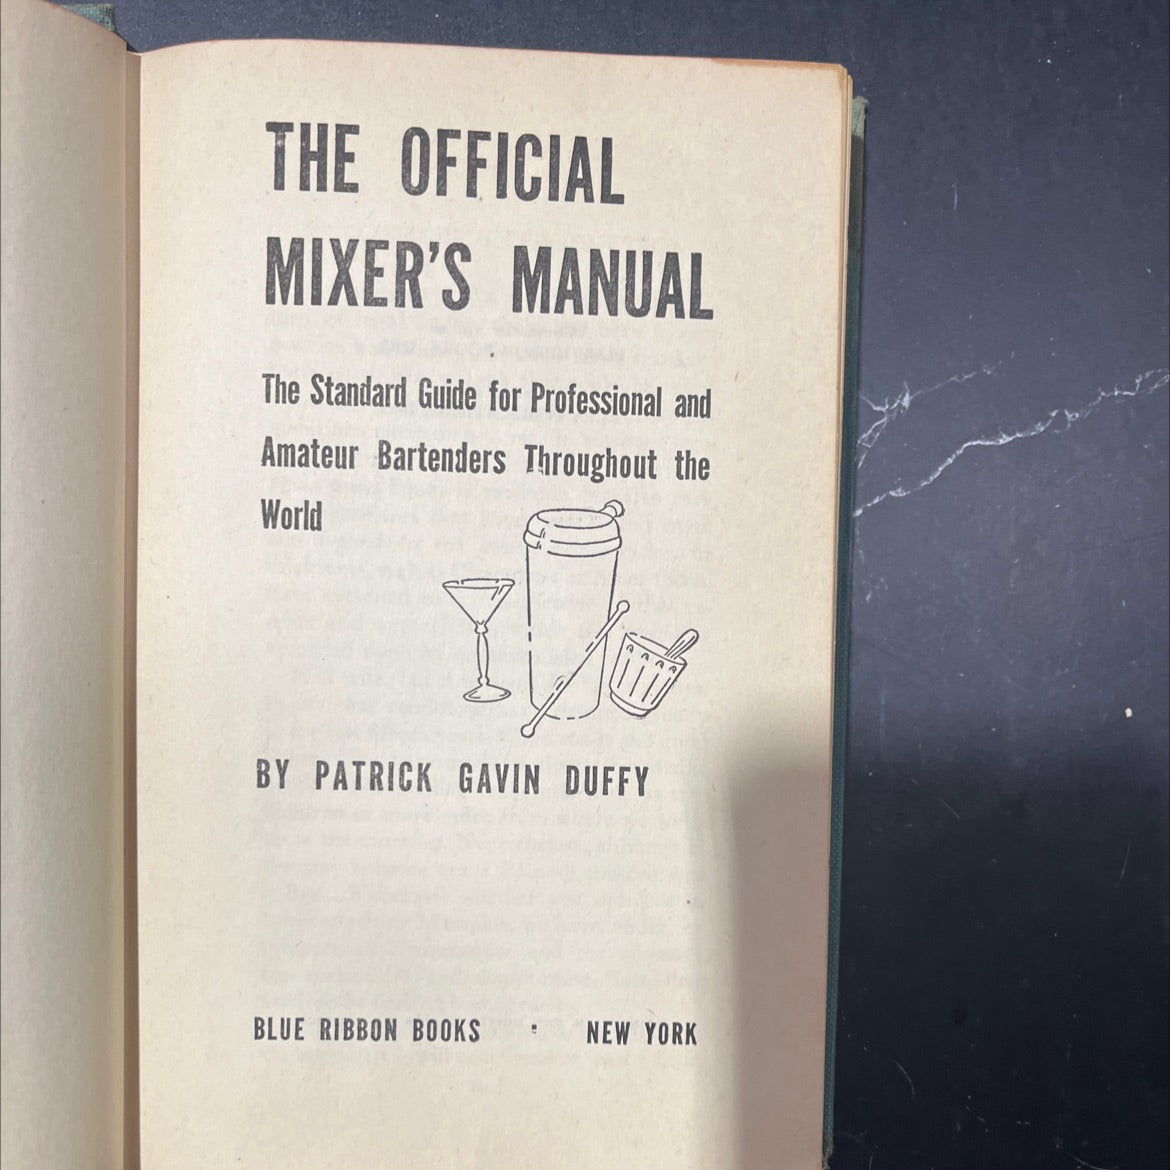 THE OFFICIAL
MIXER'S MANUAL
The Standard Guide for Professional and
Amateur Bartenders Throughout the
World
BY PATRICK GAVIN DUFFY
BLUE RIBBON BOOKS · NEW YORK